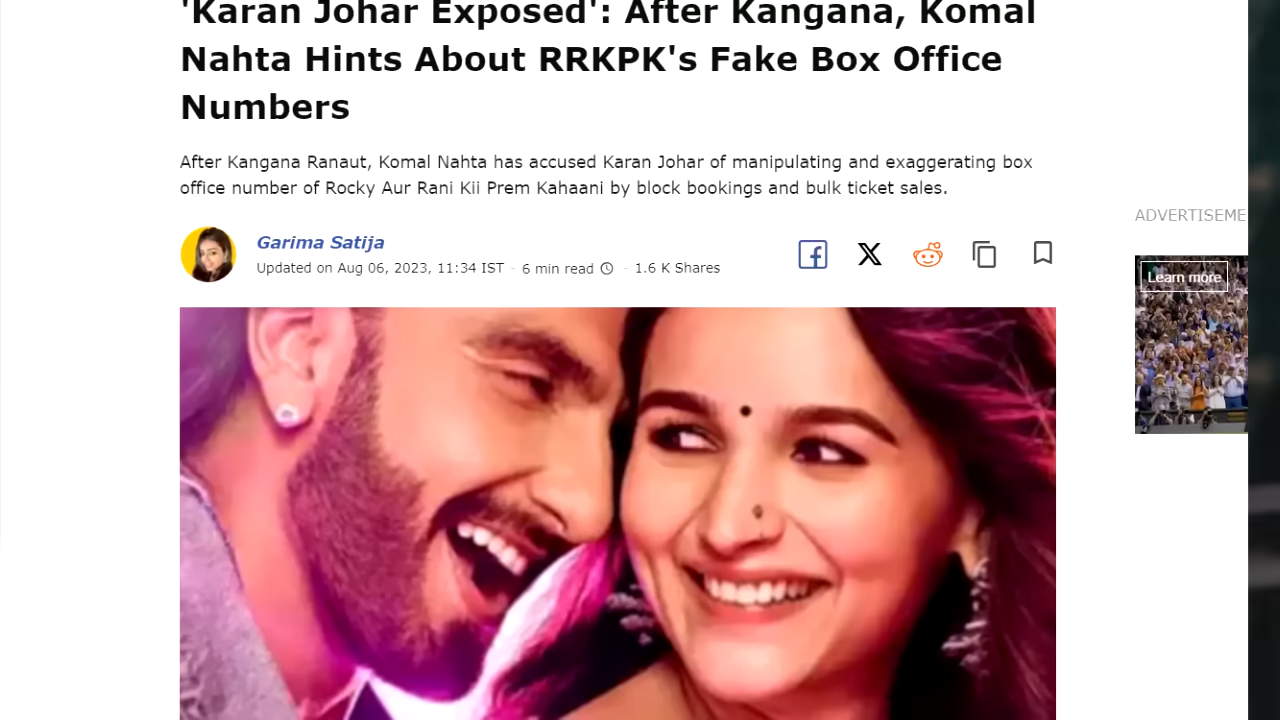 'Karan Johar Exposed': After Kangana, Komal
Nahta Hints About RRKPK's Fake Box Office
Numbers
After Kangana Ranaut, Komal Nahta has accused Karan Johar of manipulating and exaggerating box
office number of Rocky Aur Rani Kii Prem Kahaani by block bookings and bulk ticket sales.
Garima Satija
Updated on Aug 06, 2023, 11:34 IST - 6 min read - 1.6 K Shares
ADVERTISEME
Learn more